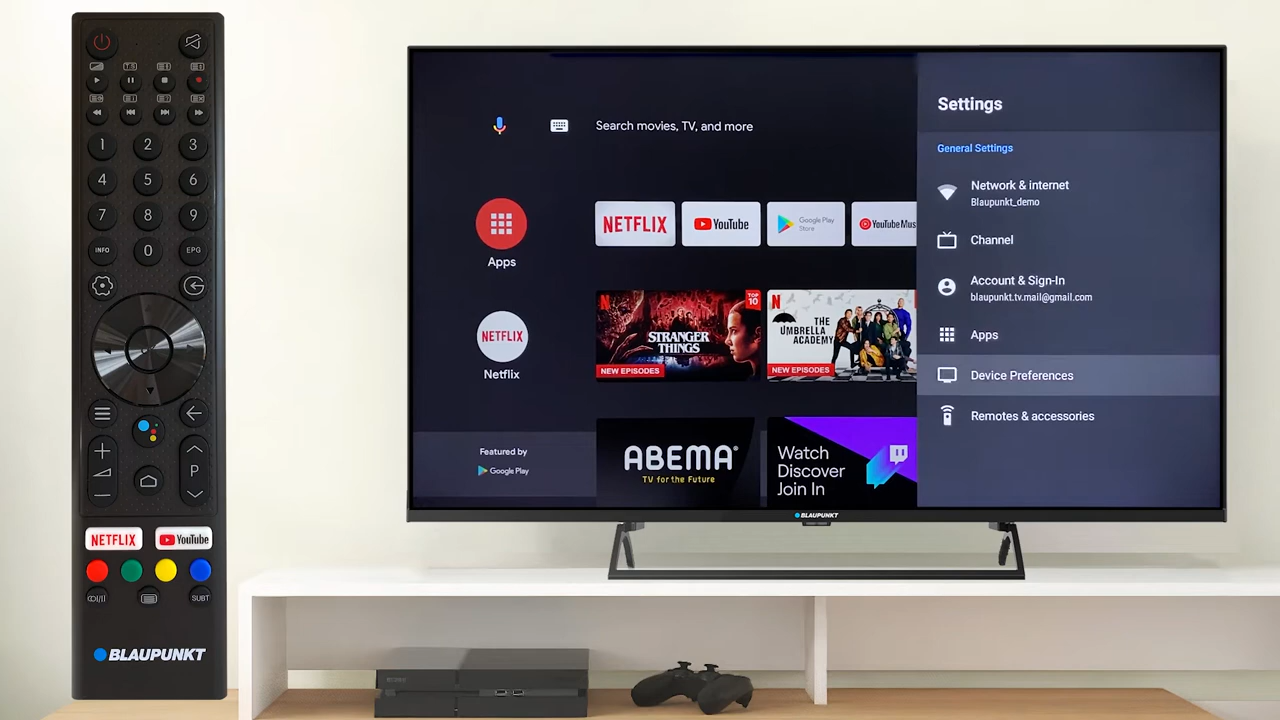 1
2
3
4
5
6
7
8
9
INFO
0
EPG
P
NETFLIX
YouTube
SUBT
BLAUPUNKT
Search movies, TV, and more
Apps
NETFLIX
YouTube
Google Play
Store
YouTube Mus
N
TOP
10
STRANGER
THINGS
NEW EPISODES
N
THE
UMBRELLA
ACADEMY
NEW EPISODES
NETFLIX
Netflix
Featured by
Google Play
ABEMA
TV for the Future
Watch
Discover
Join In
Settings
General Settings
Network & internet
Blaupunkt_demo
Channel
Account & Sign-In
blaupunkt.tv.mail@gmail.com
Apps
Device Preferences
Remotes & accessories
BLAUPUNKT